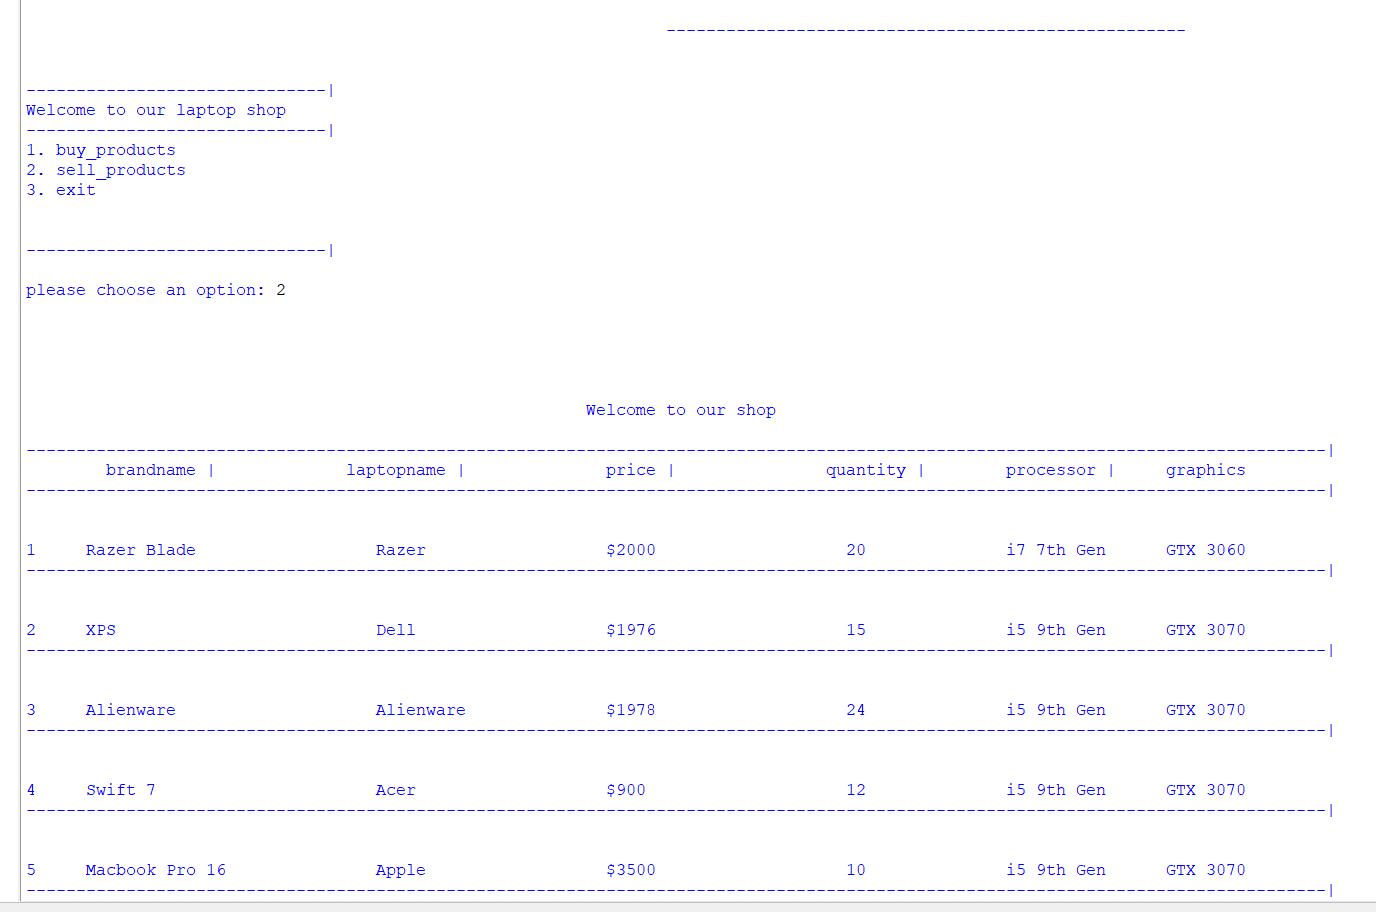 ----------------------------------------------------
------------------------------|
Welcome to our laptop shop
------------------------------|
1. buy_products
2. sell_products
3. exit
------------------------------|
please choose an option: 2
Welcome to our shop
----------------------------------------------------------------------------------------------------------------------------------|
brandname | laptopname | price | quantity | processor | graphics
----------------------------------------------------------------------------------------------------------------------------------|
1 Razer Blade Razer $2000 20 i7 7th Gen GTX 3060
----------------------------------------------------------------------------------------------------------------------------------|
2 XPS Dell $1976 15 i5 9th Gen GTX 3070
----------------------------------------------------------------------------------------------------------------------------------|
3 Alienware Alienware $1978 24 i5 9th Gen GTX 3070
----------------------------------------------------------------------------------------------------------------------------------|
4 Swift 7 Acer $900 12 i5 9th Gen GTX 3070
----------------------------------------------------------------------------------------------------------------------------------|
5 Macbook Pro 16 Apple $3500 10 i5 9th Gen GTX 3070
----------------------------------------------------------------------------------------------------------------------------------|